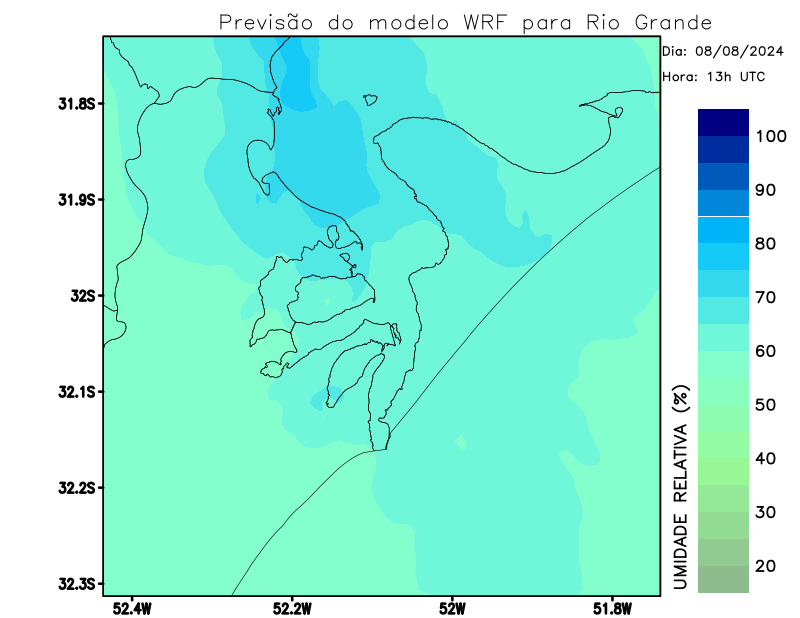 Previsão do modelo WRF para Rio Grande
Dia: 08/08/2024
Hora: 13h UTC
31.8S
31.9S
32S
32.1S
32.2S
32.3S
52.4W 52.2W 52W 51.8W
100
90
80
70
60
50
40
30
20
UMIDADE RELATIVA (%)